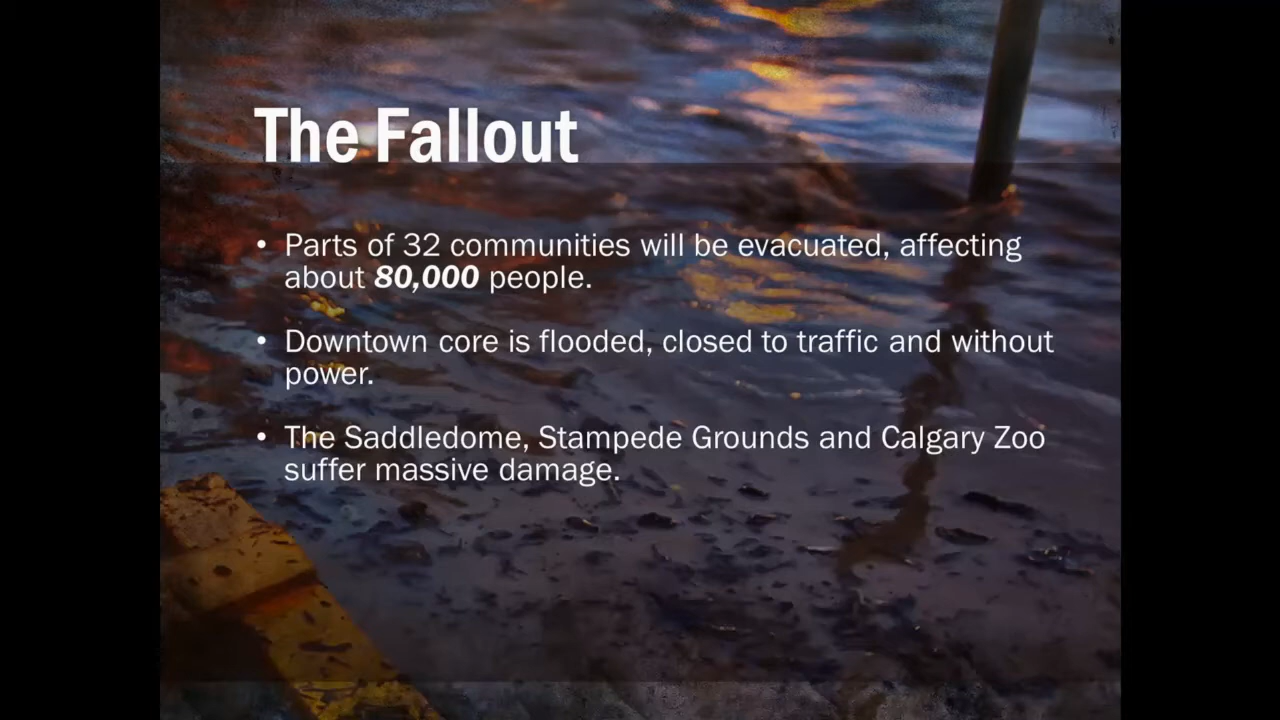 The Fallout
• Parts of 32 communities will be evacuated, affecting
about 80,000 people.
• Downtown core is flooded, closed to traffic and without
power.
• The Saddledome, Stampede Grounds and Calgary Zoo
suffer massive damage.